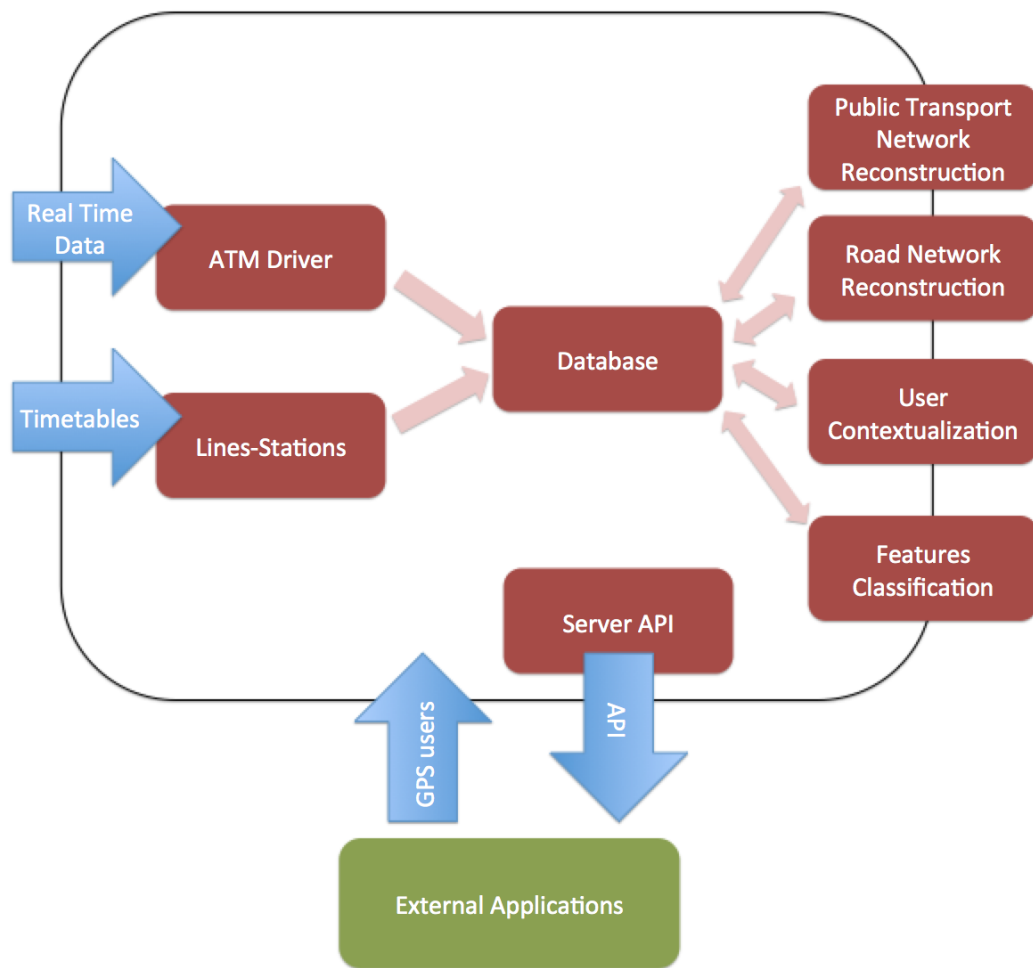 Public Transport
Network
Reconstruction
Real Time
Data
ATM Driver
Road Network
Reconstruction
Database
Timetables
Lines-Stations
User
Contextualization
Features
Classification
Server API
GPS users
API
External Applications